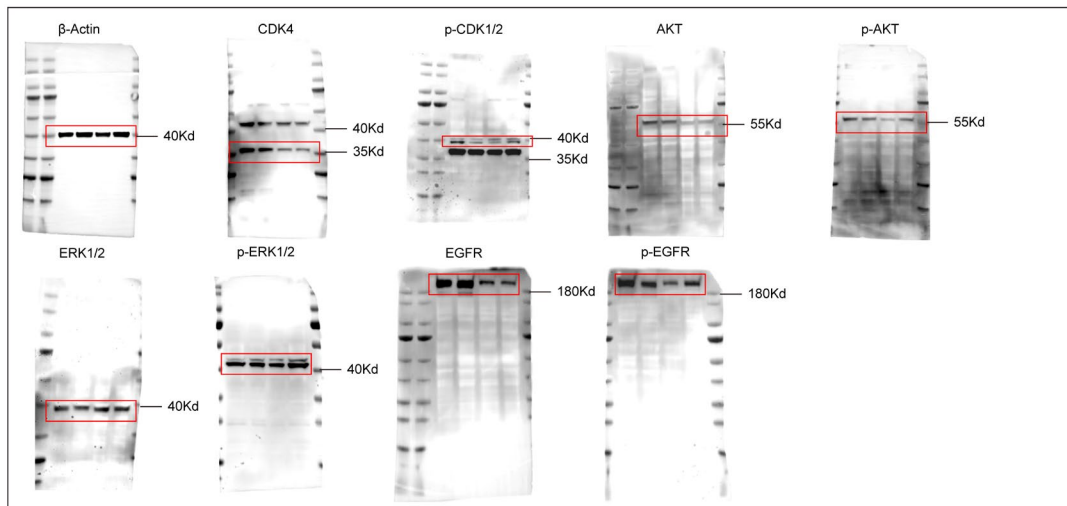 β-Actin
CDK4
p-CDK1/2
AKT
p-AKT
40Kd
40Kd
35Kd
40Kd
35Kd
55Kd
55Kd
ERK1/2
p-ERK1/2
EGFR
p-EGFR
40Kd
40Kd
180Kd
180Kd